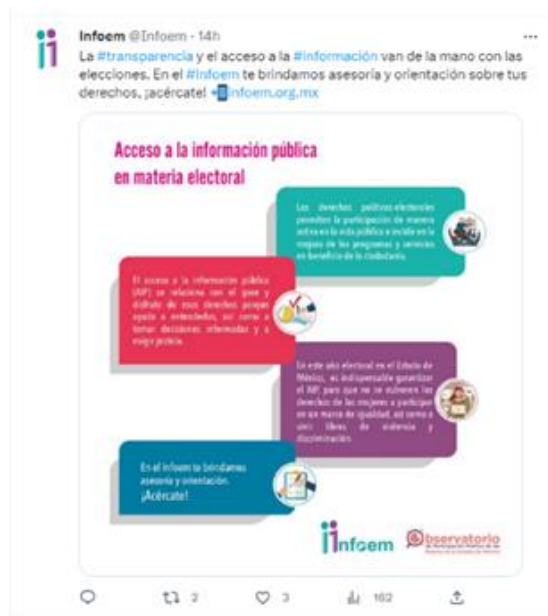 Infoem @Infoem · 14h
La #transparencia y el acceso a la #información van de la mano con las
elecciones. En el #Infoem te brindamos asesoría y orientación sobre tus
derechos, ¡acércate! infoem.org.mx
Acceso a la información pública
en materia electoral
Los derechos políticos-electorales
permiten la participación de manera
activa en la vida pública e incide en la
mejora de los programas y servicios
en beneficio de la ciudadanía.
El acceso a la información pública
(AIP) se relaciona con el goce y
disfrute de esos derechos porque
ayuda a entenderlos, así como a
tomar decisiones informadas y a
exigir justicia.
En este año electoral en el Estado de
México, es indispensable garantizar
el AIP, para que no se vulneren los
derechos de las mujeres a participar
en un marco de igualdad, así como a
vivir libres de violencia y
discriminación.
En el Infoem te brindamos
asesoría y orientación.
¡Acércate!
infoem
Observatorio
de Participación Política de las
2
3
162